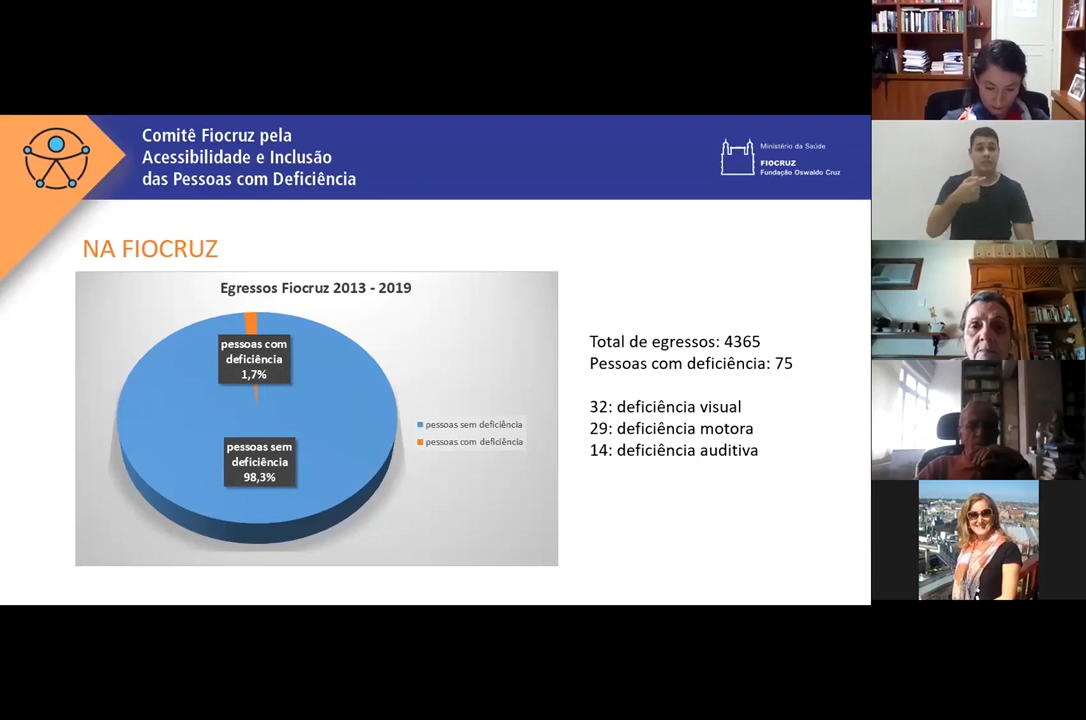 Comitê Fiocruz pela
Acessibilidade e Inclusão
das Pessoas com Deficiência
Ministério da Saúde
FIOCRUZ
Fundação Oswaldo Cruz
NA FIOCRUZ
Egressos Fiocruz 2013 - 2019
pessoas com
deficiência
1,7%
pessoas sem
deficiência
98,3%
pessoas sem deficiência
pessoas com deficiência
Total de egressos: 4365
Pessoas com deficiência: 75
32: deficiência visual
29: deficiência motora
14: deficiência auditiva